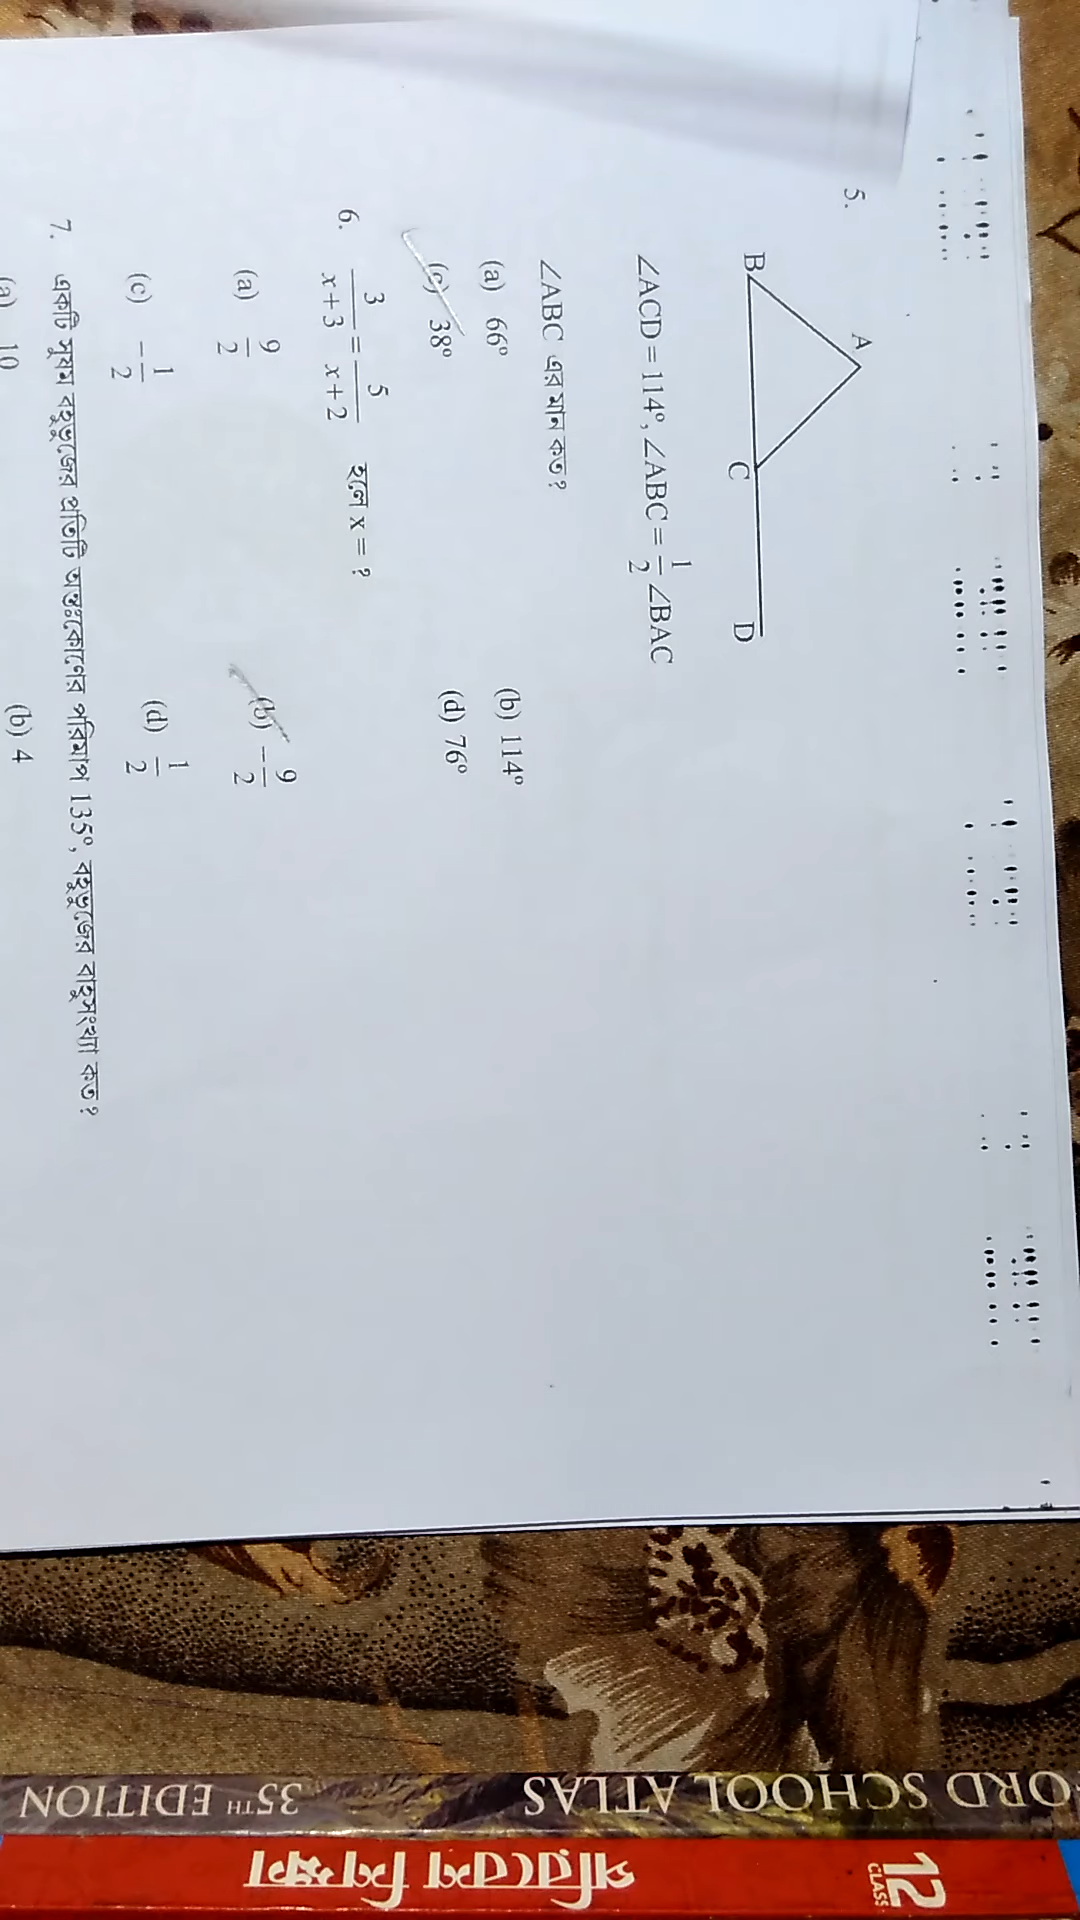 5.
A
B
C
D
∠ACD = 114°, ∠ABC = 1/2 ∠BAC
∠ABC এর মান কত?
(a) 66°
(b) 114°
(c) 38°
(d) 76°
6. 3/(x+3) = 5/(x+2) হলে x = ?
(a) 9/2
(b) -9/2
(c) -1/2
(d) 1/2
7. একটি সুষম বহুভুজের প্রতিটি অন্তঃকোণের পরিমাপ 135°, বহুভুজের বাহুসংখ্যা কত?
(a) 10
(b) 4
ORD SCHOOL ATLAS
35TH EDITION
পরিবেশ শিক্ষা
CLASS
12